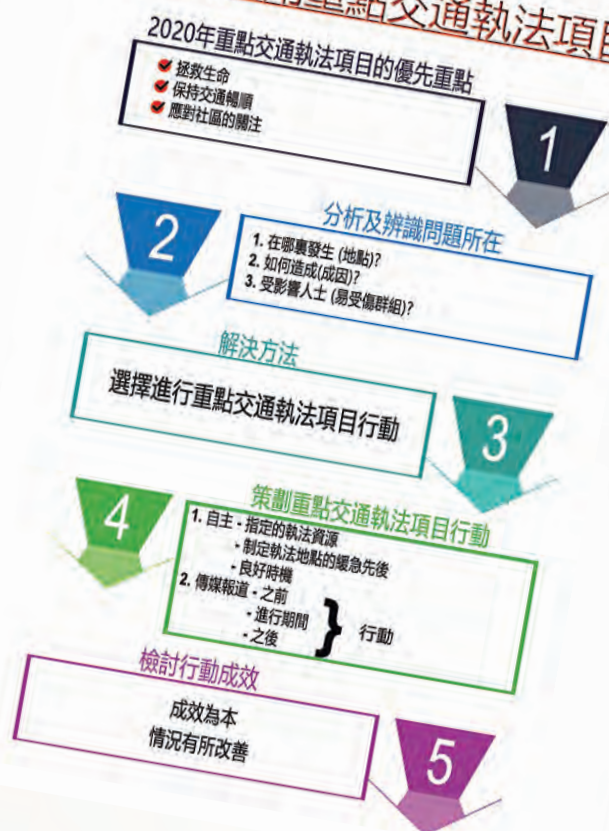 重點交通執法項目
2020年重點交通執法項目的優先重點
拯救生命
保持交通暢順
應對社區的關注
1
2
分析及辨識問題所在
1. 在哪裏發生 (地點)?
2. 如何造成(成因)?
3. 受影響人士 (易受傷群組)?
解決方法
選擇進行重點交通執法項目行動
3
4
策劃重點交通執法項目行動
1. 自主 - 指定的執法資源
- 制定執法地點的緩急先後
- 良好時機
2. 傳媒報道 - 之前
- 進行期間
- 之後
} 行動
檢討行動成效
成效為本
情況有所改善
5